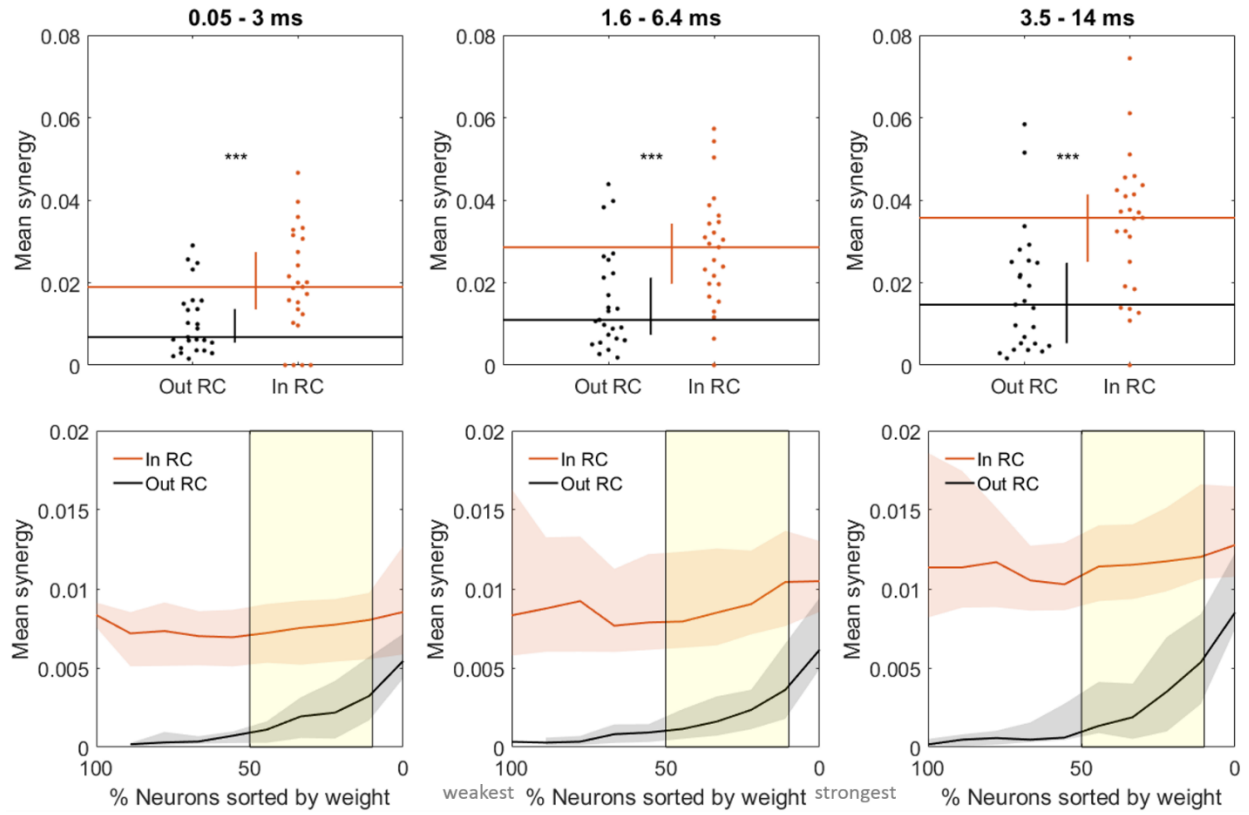 0.05 - 3 ms
1.6 - 6.4 ms
3.5 - 14 ms
Mean synergy
0.08
0.06
0.04
0.02
0
***
Out RC
In RC
Mean synergy
0.08
0.06
0.04
0.02
0
***
Out RC
In RC
Mean synergy
0.08
0.06
0.04
0.02
0
***
Out RC
In RC
Mean synergy
0.02
0.015
0.01
0.005
0
In RC
Out RC
100
50
0
% Neurons sorted by weight
Mean synergy
0.02
0.015
0.01
0.005
0
In RC
Out RC
100
50
0
weakest
% Neurons sorted by weight
strongest
Mean synergy
0.02
0.015
0.01
0.005
0
In RC
Out RC
100
50
0
% Neurons sorted by weight